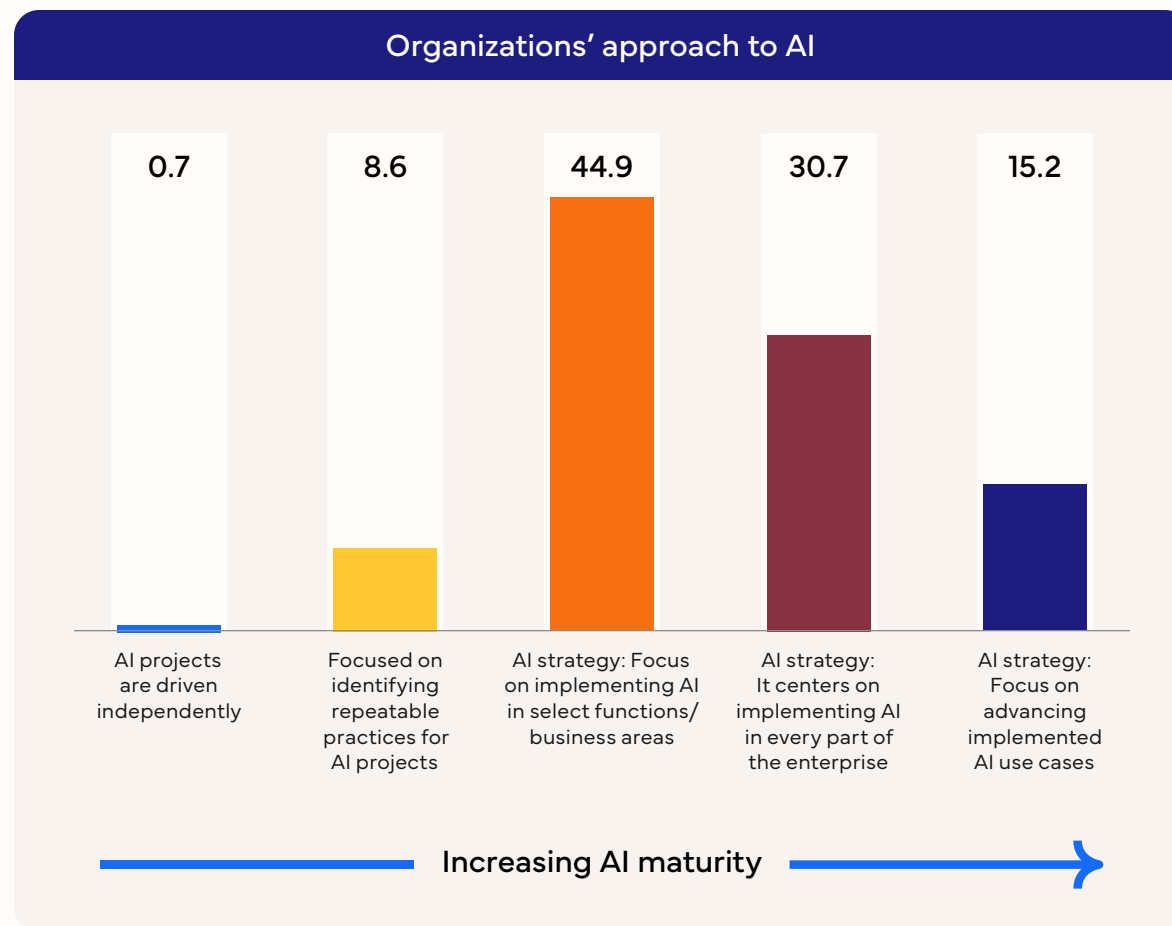 Organizations’ approach to AI
0.7
8.6
44.9
30.7
15.2
AI projects
are driven
independently
Focused on
identifying
repeatable
practices for
AI projects
AI strategy: Focus
on implementing AI
in select functions/
business areas
AI strategy:
It centers on
implementing AI
in every part of
the enterprise
AI strategy:
Focus on
advancing
implemented
AI use cases
Increasing AI maturity